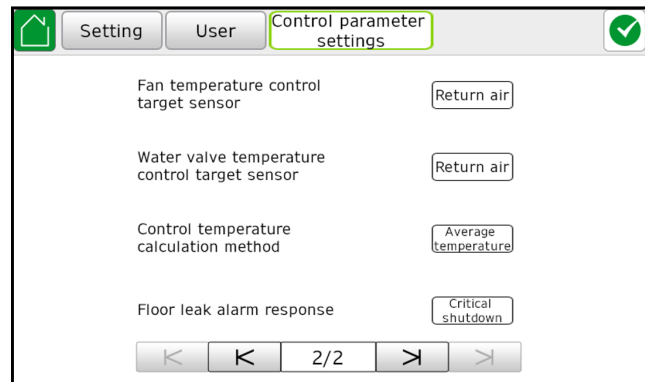 Setting
User
Control parameter
settings
Fan temperature control
target sensor
Return air
Water valve temperature
control target sensor
Return air
Control temperature
calculation method
Average
temperature
Floor leak alarm response
Critical
shutdown
2/2